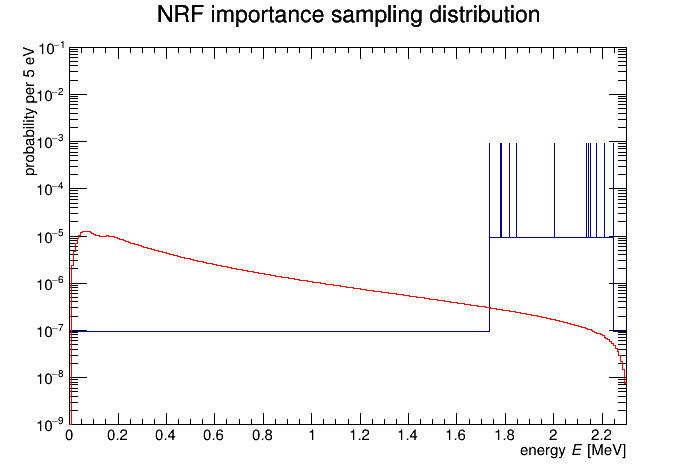 NRF importance sampling distribution
probability per 5 eV
10⁻¹
10⁻²
10⁻³
10⁻⁴
10⁻⁵
10⁻⁶
10⁻⁷
10⁻⁸
10⁻⁹
0 0.2 0.4 0.6 0.8 1 1.2 1.4 1.6 1.8 2 2.2
energy E [MeV]